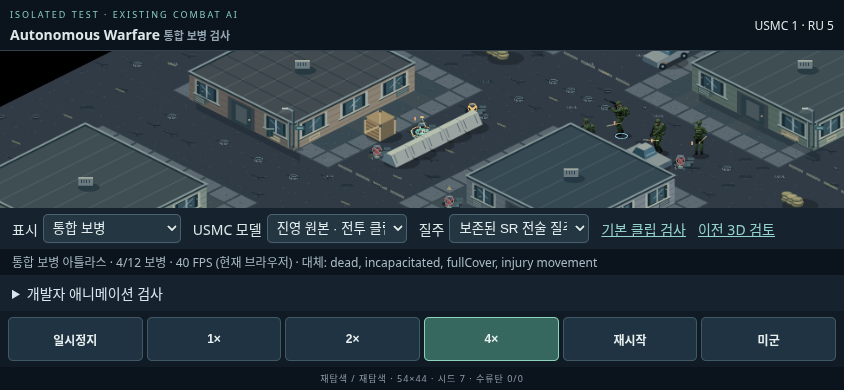 ISOLATED TEST · EXISTING COMBAT AI
Autonomous Warfare 통합 보병 검사
USMC 1 · RU 5
표시 통합 보병 USMC 모델 진영 원본 · 전투 클 질주 보존된 SR 전술 질주 기본 클립 검사 이전 3D 검토
통합 보병 아틀라스 · 4/12 보병 · 40 FPS (현재 브라우저) · 대체: dead, incapacitated, fullCover, injury movement
▶ 개발자 애니메이션 검사
일시정지 1× 2× 4× 재시작 미군
재탐색 / 재탐색 · 54×44 · 시드 7 · 수류탄 0/0